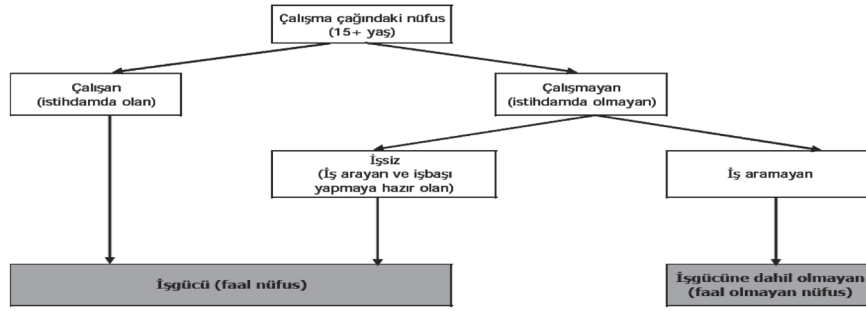 Çalışma çağındaki nüfus
(15+ yaş)
Çalışan
(istihdamda olan)
Çalışmayan
(istihdamda olmayan)
İşsiz
(İş arayan ve işbaşı
yapmaya hazır olan)
İş aramayan
İşgücü (faal nüfus)
İşgücüne dahil olmayan
(faal olmayan nüfus)